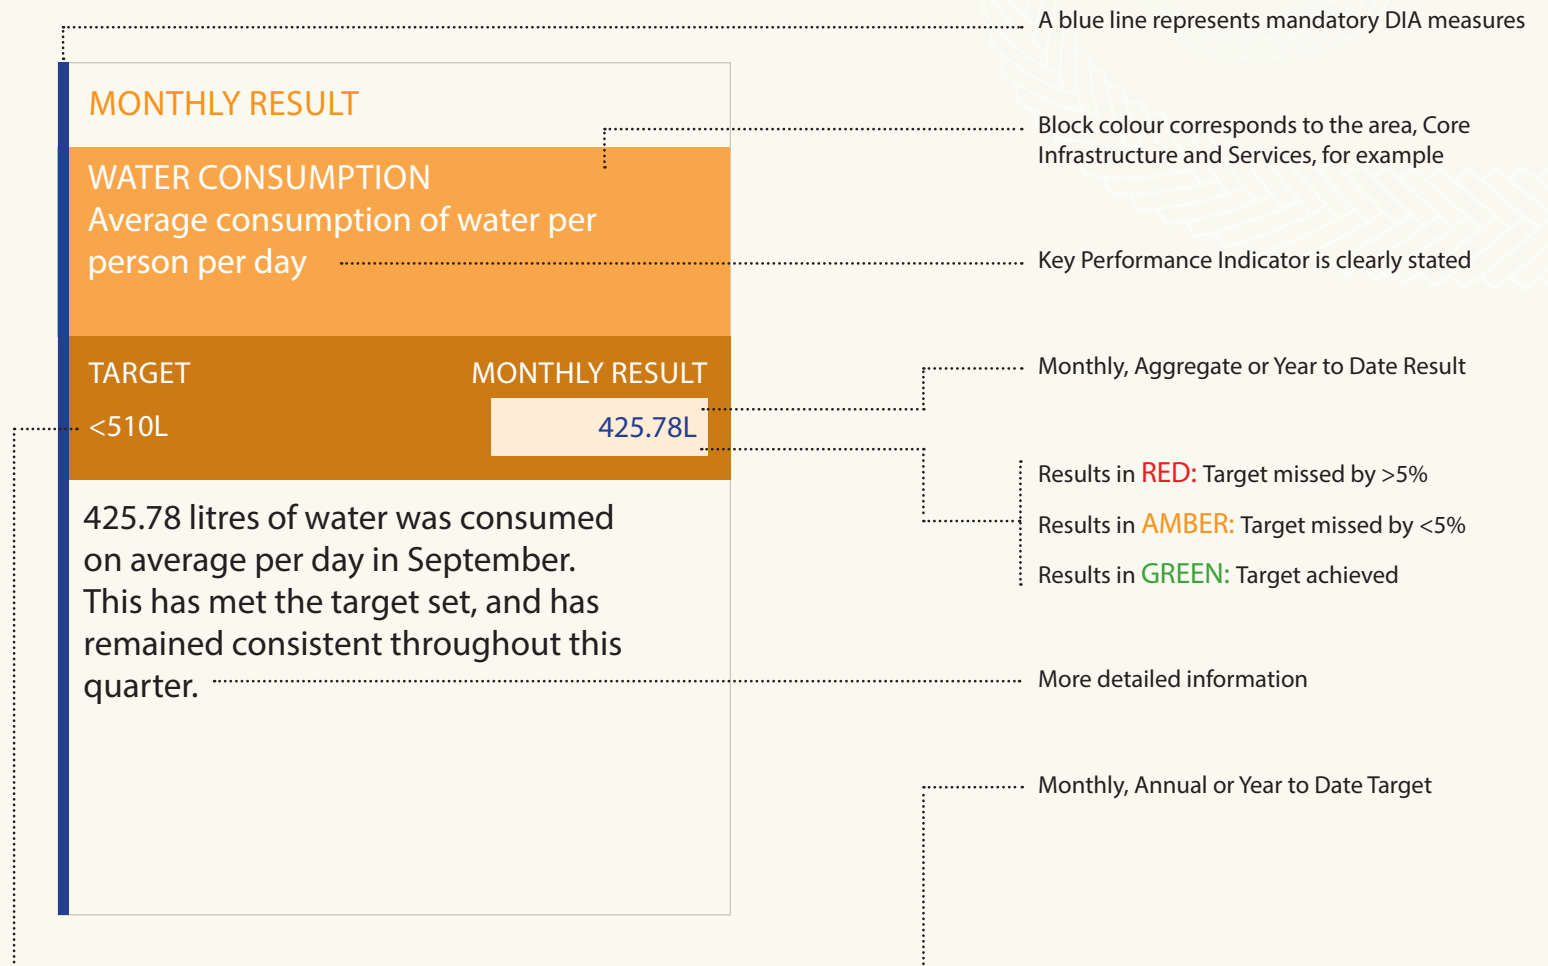 A blue line represents mandatory DIA measures
MONTHLY RESULT
Block colour corresponds to the area, Core
Infrastructure and Services, for example
WATER CONSUMPTION
Average consumption of water per
person per day
Key Performance Indicator is clearly stated
TARGET
MONTHLY RESULT
Monthly, Aggregate or Year to Date Result
<510L
425.78L
Results in RED: Target missed by >5%
Results in AMBER: Target missed by <5%
Results in GREEN: Target achieved
425.78 litres of water was consumed
on average per day in September.
This has met the target set, and has
remained consistent throughout this
quarter.
More detailed information
Monthly, Annual or Year to Date Target